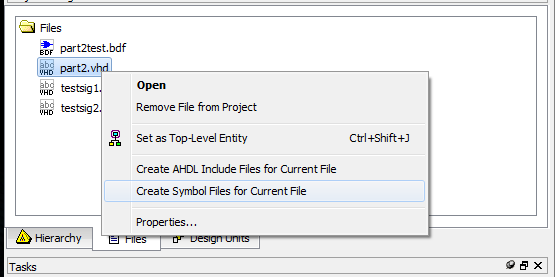 Files
BDF part2test.bdf
abc
VHD part2.vhd
abc
VHD testsig1.
abc
VHD testsig2.
Open
Remove File from Project
Set as Top-Level Entity Ctrl+Shift+J
Create AHDL Include Files for Current File
Create Symbol Files for Current File
Properties...
Hierarchy Files Design Units
Tasks